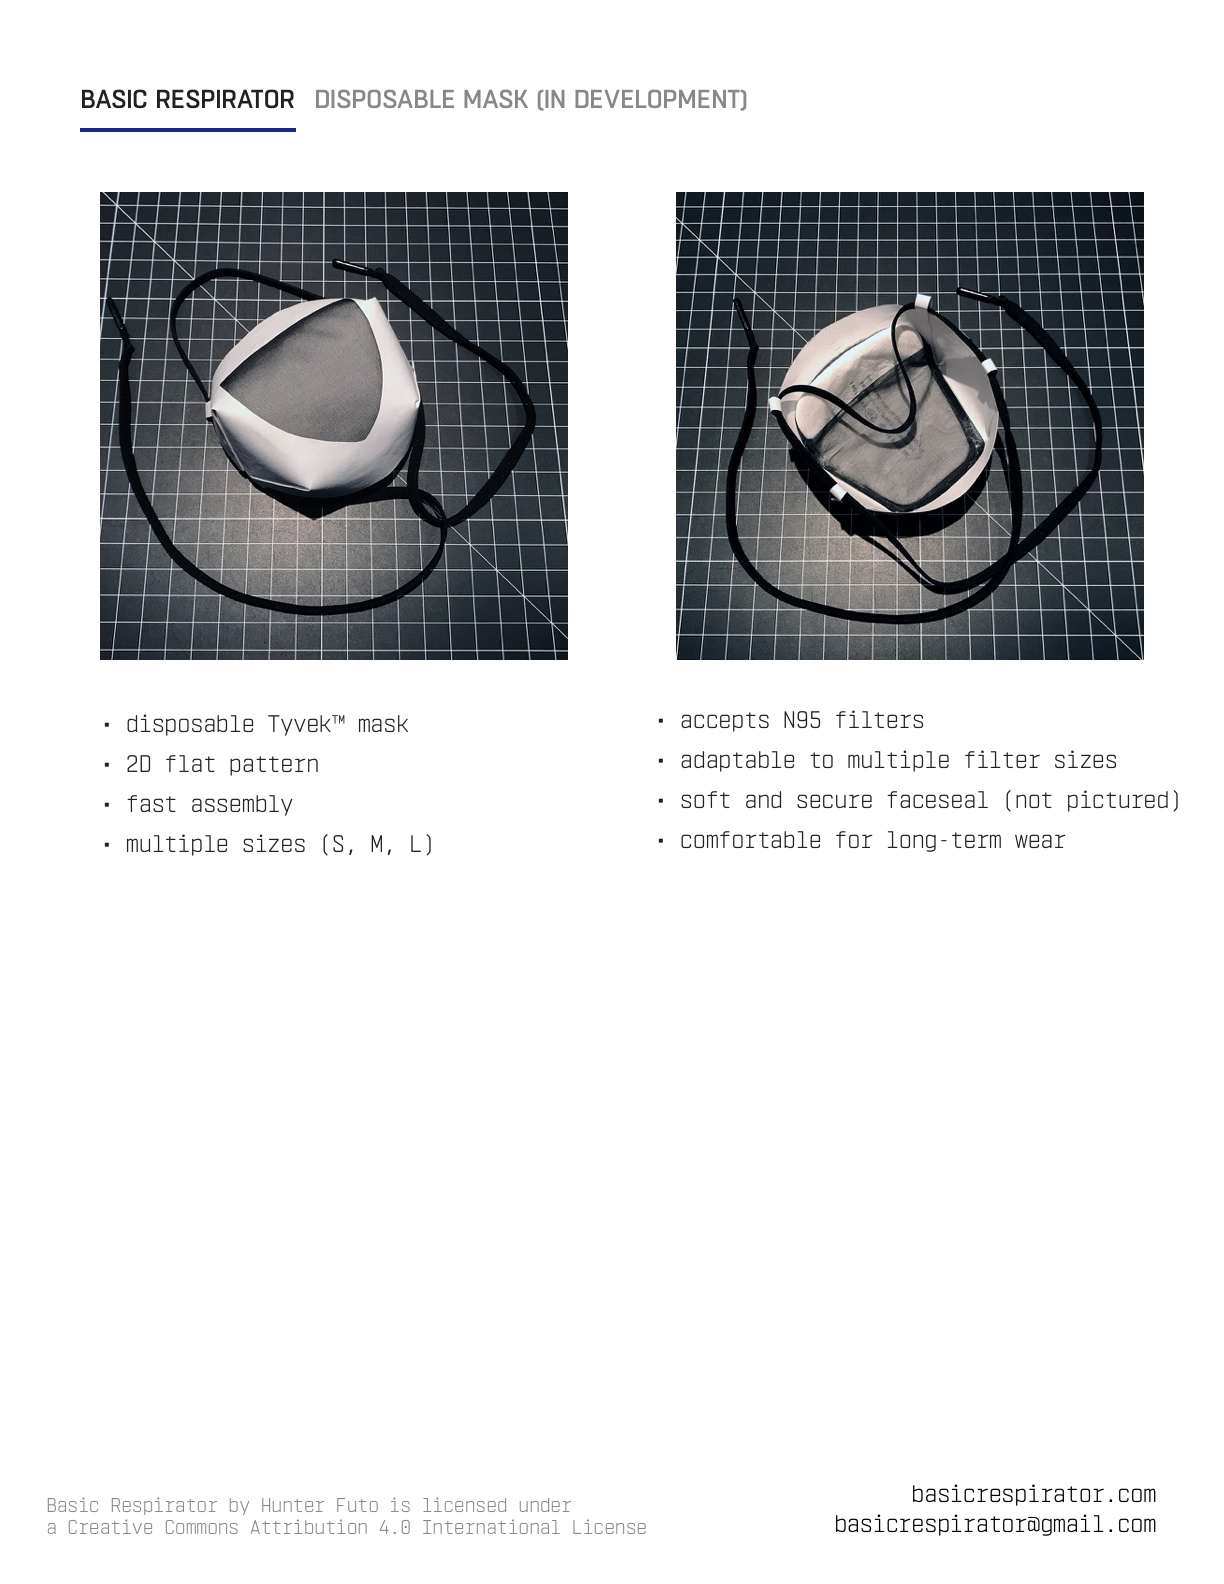 BASIC RESPIRATOR DISPOSABLE MASK (IN DEVELOPMENT)
• disposable Tyvek™ mask
• 2D flat pattern
• fast assembly
• multiple sizes (S, M, L)
• accepts N95 filters
• adaptable to multiple filter sizes
• soft and secure faceseal (not pictured)
• comfortable for long-term wear
Basic Respirator by Hunter Futo is licensed under
a Creative Commons Attribution 4.0 International License
basicrespirator.com
basicrespirator@gmail.com